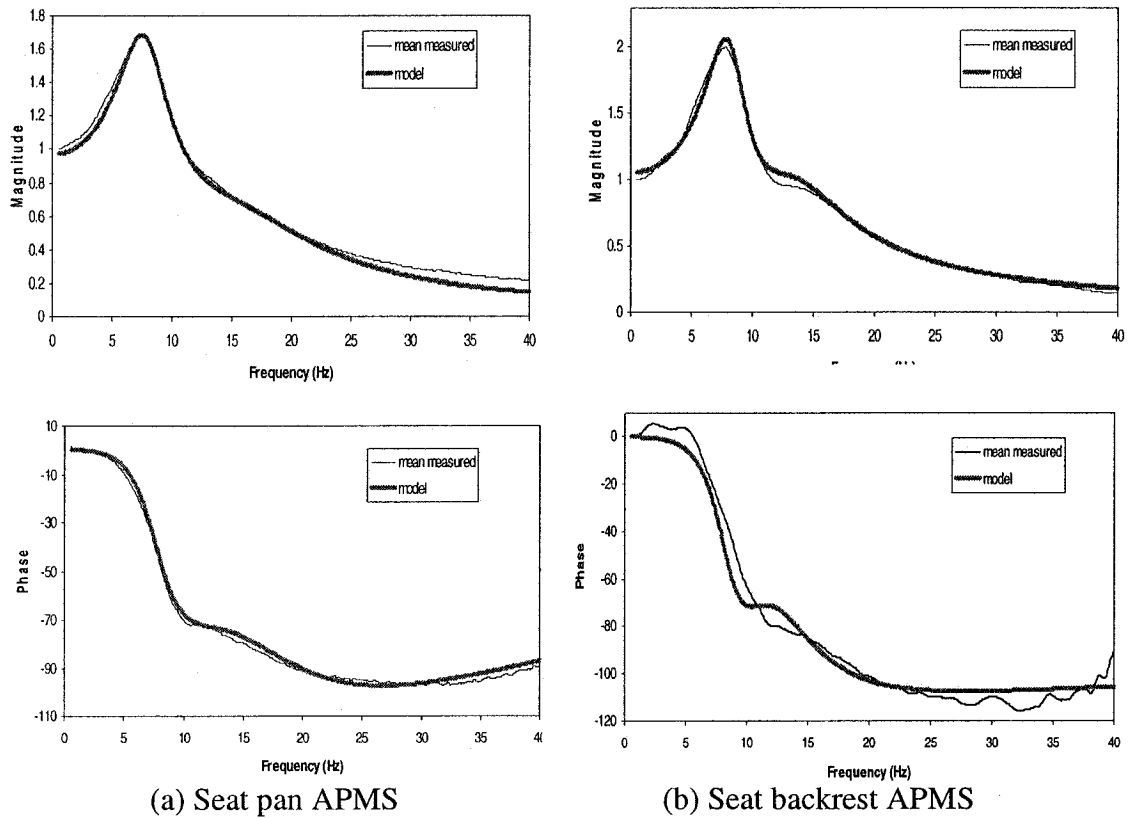 1.8
1.6
1.4
1.2
1
0.8
0.6
0.4
0.2
0
Magnitude
mean measured
model
0 5 10 15 20 25 30 35 40
Frequency (Hz)
2
1.5
1
0.5
0
Magnitude
mean measured
model
0 5 10 15 20 25 30 35 40
10
-10
-30
-50
-70
-90
-110
Phase
mean measured
model
0 5 10 15 20 25 30 35
Frequency (Hz)
0
-20
-40
-60
-80
-100
-120
Phase
mean measured
model
0 5 10 15 20 25 30 35 40
Frequency (Hz)
(a) Seat pan APMS
(b) Seat backrest APMS